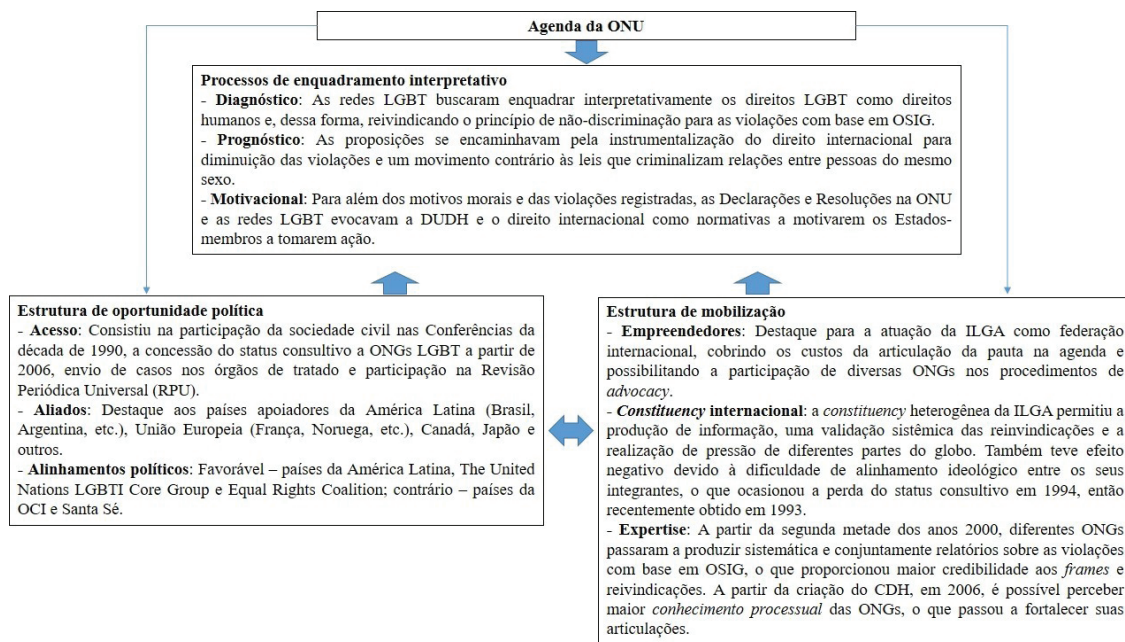 Agenda da ONU
Processos de enquadramento interpretativo
- Diagnóstico: As redes LGBT buscaram enquadrar interpretativamente os direitos LGBT como direitos
humanos e, dessa forma, reivindicando o princípio de não-discriminação para as violações com base em OSIG.
- Prognóstico: As proposições se encaminhavam pela instrumentalização do direito internacional para
diminuição das violações e um movimento contrário às leis que criminalizam relações entre pessoas do mesmo
sexo.
- Motivacional: Para além dos motivos morais e das violações registradas, as Declarações e Resoluções na ONU
e as redes LGBT evocavam a DUDH e o direito internacional como normativas a motivarem os Estados-
membros a tomarem ação.
Estrutura de oportunidade política
- Acesso: Consistiu na participação da sociedade civil nas Conferências da
década de 1990, a concessão do status consultivo a ONGs LGBT a partir de
2006, envio de casos nos órgãos de tratado e participação na Revisão
Periódica Universal (RPU).
- Aliados: Destaque aos países apoiadores da América Latina (Brasil,
Argentina, etc.), União Europeia (França, Noruega, etc.), Canadá, Japão e
outros.
- Alinhamentos políticos: Favorável – países da América Latina, The United
Nations LGBTI Core Group e Equal Rights Coalition; contrário – países da
OCI e Santa Sé.
Estrutura de mobilização
- Empreendedores: Destaque para a atuação da ILGA como federação
internacional, cobrindo os custos da articulação da pauta na agenda e
possibilitando a participação de diversas ONGs nos procedimentos de
advocacy.
- Constituency internacional: a constituency heterogênea da ILGA permitiu a
produção de informação, uma validação sistêmica das reinvindicações e a
realização de pressão de diferentes partes do globo. Também teve efeito
negativo devido à dificuldade de alinhamento ideológico entre os seus
integrantes, o que ocasionou a perda do status consultivo em 1994, então
recentemente obtido em 1993.
- Expertise: A partir da segunda metade dos anos 2000, diferentes ONGs
passaram a produzir sistemática e conjuntamente relatórios sobre as violações
com base em OSIG, o que proporcionou maior credibilidade aos frames e
reivindicações. A partir da criação do CDH, em 2006, é possível perceber
maior conhecimento processual das ONGs, o que passou a fortalecer suas
articulações.